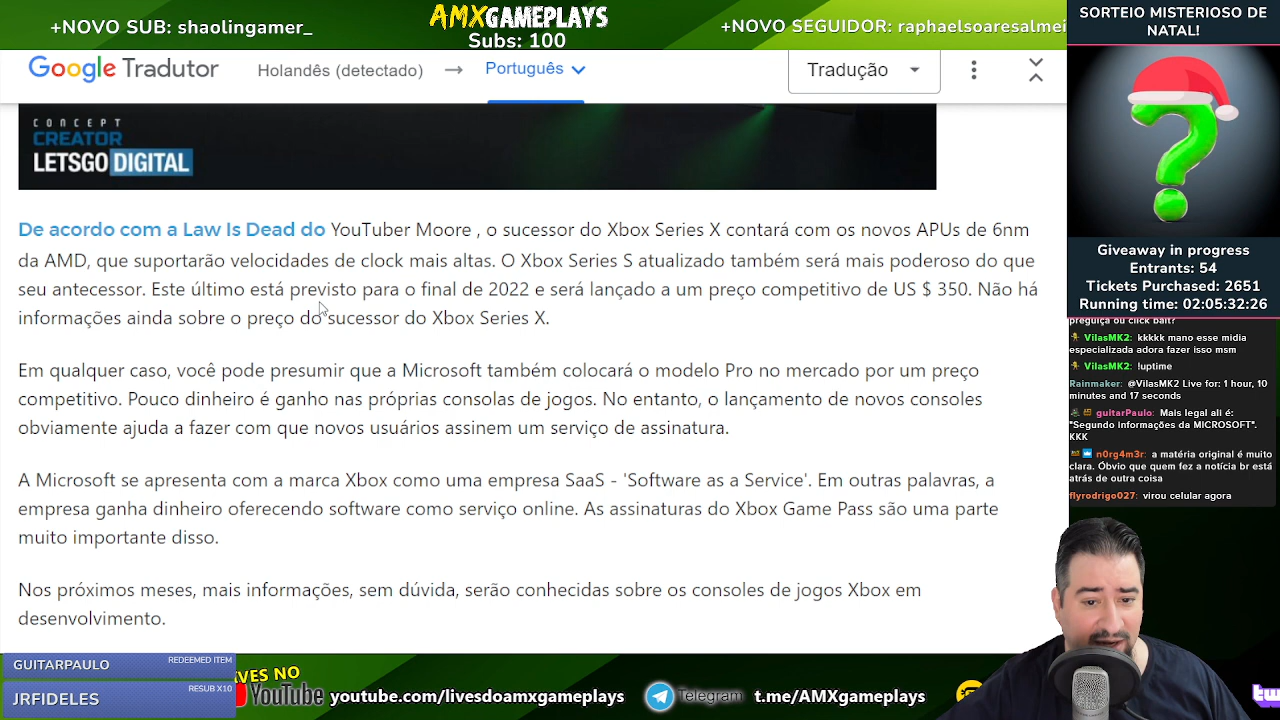 +NOVO SUB: shaolingamer_
AMXGAMEPLAYS
Subs: 100
+NOVO SEGUIDOR: raphaelsoaresalmei
SORTEIO MISTERIOSO DE
NATAL!
Google Tradutor
Holandês (detectado) → Português
Tradução
CONCEPT
CREATOR
LETSGO DIGITAL
De acordo com a Law Is Dead do YouTuber Moore , o sucessor do Xbox Series X contará com os novos APUs de 6nm
da AMD, que suportarão velocidades de clock mais altas. O Xbox Series S atualizado também será mais poderoso do que
seu antecessor. Este último está previsto para o final de 2022 e será lançado a um preço competitivo de US $ 350. Não há
informações ainda sobre o preço do sucessor do Xbox Series X.
Em qualquer caso, você pode presumir que a Microsoft também colocará o modelo Pro no mercado por um preço
competitivo. Pouco dinheiro é ganho nas próprias consolas de jogos. No entanto, o lançamento de novos consoles
obviamente ajuda a fazer com que novos usuários assinem um serviço de assinatura.
A Microsoft se apresenta com a marca Xbox como uma empresa SaaS - 'Software as a Service'. Em outras palavras, a
empresa ganha dinheiro oferecendo software como serviço online. As assinaturas do Xbox Game Pass são uma parte
muito importante disso.
Nos próximos meses, mais informações, sem dúvida, serão conhecidas sobre os consoles de jogos Xbox em
desenvolvimento.
Giveaway in progress
Entrants: 54
Tickets Purchased: 2651
Running time: 02:05:32:26
preguiça ou click bait?
VilasMK2: kkkkk mano esse midia
especializada adora fazer isso msm
VilasMK2: !uptime
Rainmaker: @VilasMK2 Live for: 1 hour, 10
minutes and 17 seconds
guitarPaulo: Mais legal ali é:
"Segundo informações da MICROSOFT".
KKK
n0rg4m3r: a matéria original é muito
clara. Óbvio que quem fez a notícia br está
atrás de outra coisa
flyrodrigo027: virou celular agora
GUITARPAULO REDEEMED ITEM
JRFIDELES RESUB X10
VES NO
YouTube youtube.com/livesdoamxgameplays
Telegram t.me/AMXgameplays
tw